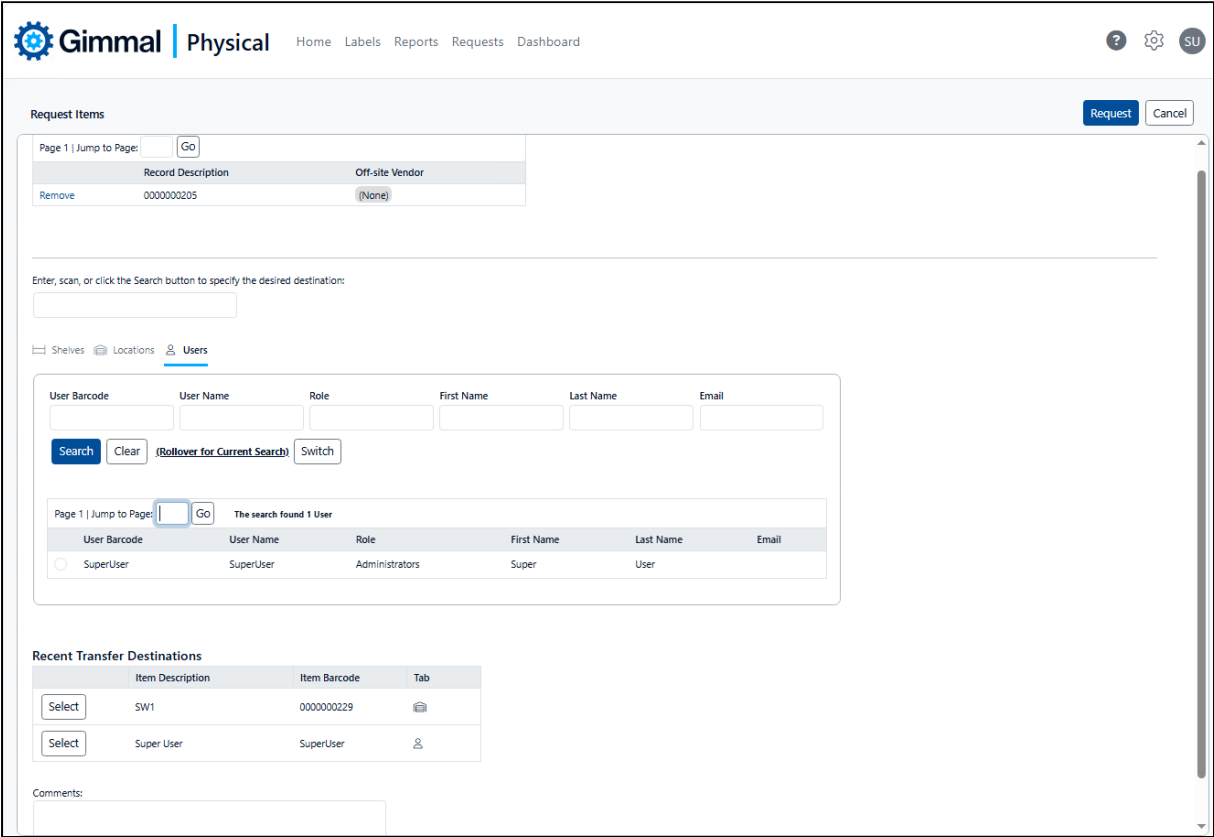 Gimmal | Physical Home Labels Reports Requests Dashboard ? SU
Request Items Request Cancel
Page 1 | Jump to Page: Go
Record Description Off-site Vendor
Remove 0000000205 (None)
Enter, scan, or click the Search button to specify the desired destination:
Shelves Locations Users
User Barcode User Name Role First Name Last Name Email
Search Clear (Rollover for Current Search) Switch
Page 1 | Jump to Page: Go The search found 1 User
User Barcode User Name Role First Name Last Name Email
SuperUser SuperUser Administrators Super User
Recent Transfer Destinations
Item Description Item Barcode Tab
Select SW1 0000000229
Select Super User SuperUser
Comments: